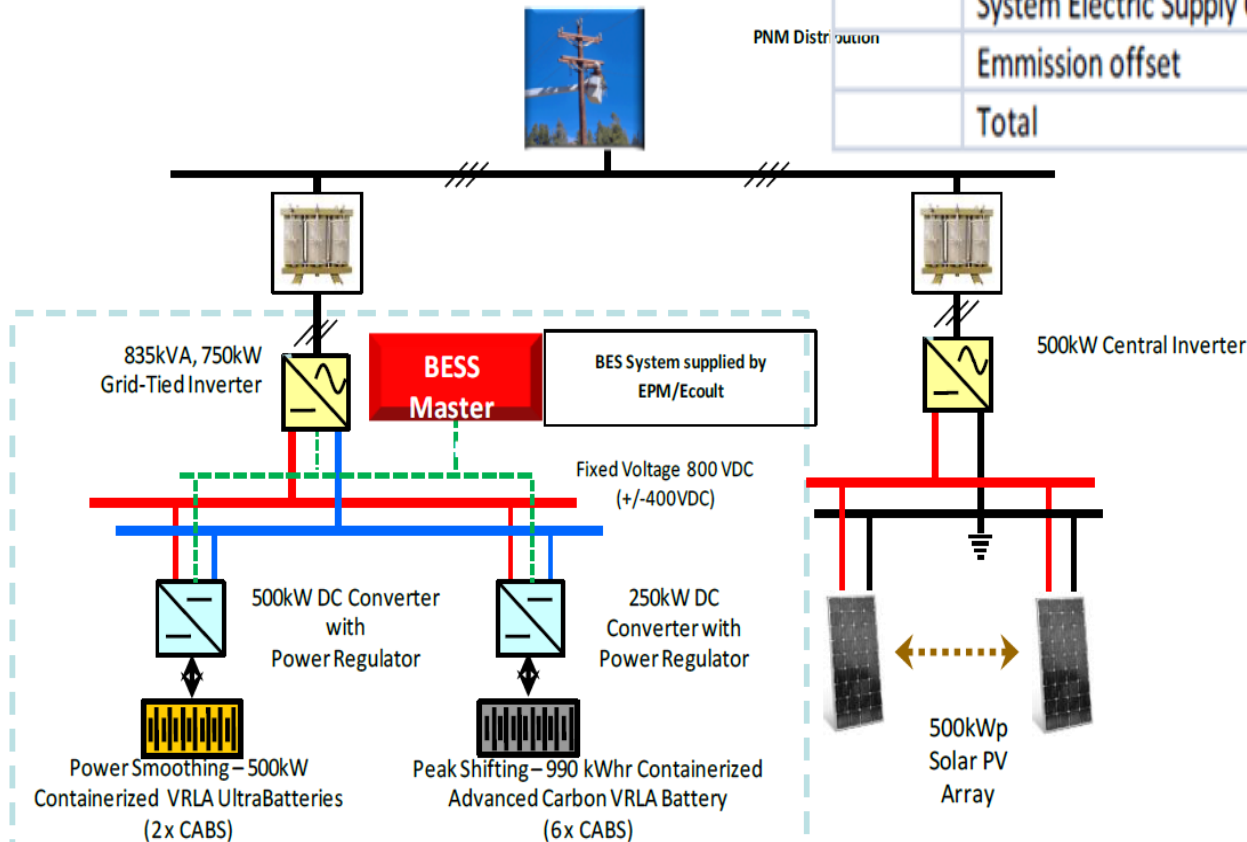 System Electric Supply
PNM Distribution
Emmission offset
Total
835kVA, 750kW
Grid-Tied Inverter
BESS
Master
BES System supplied by
EPM/Ecoult
500kW Central Inverter
Fixed Voltage 800 VDC
(+/-400VDC)
500kW DC Converter
with
Power Regulator
250kW DC
Converter with
Power Regulator
Power Smoothing – 500kW
Containerized VRLA UltraBatteries
(2x CABS)
Peak Shifting – 990 kWhr Containerized
Advanced Carbon VRLA Battery
(6x CABS)
500kWp
Solar PV
Array